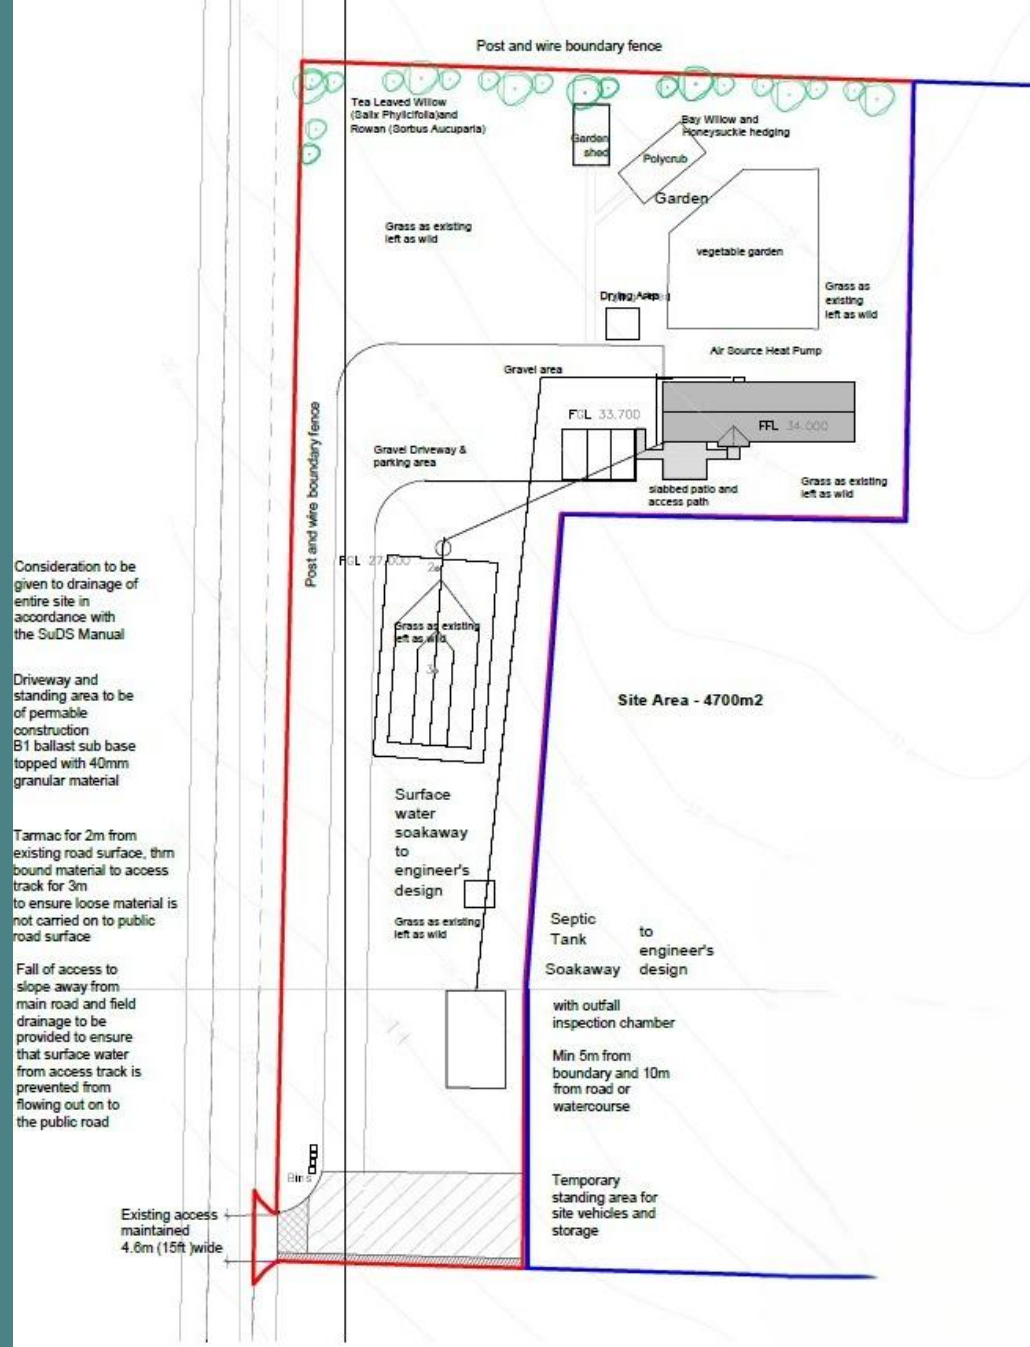 Post and wire boundary fence
Tea Leaved Willow
(Salix Phylicifolia)and
Rowan (Sorbus Aucuparia)
Garden
shed
Bay Willow and
Honeysuckle hedging
Polycrub
Garden
Grass as existing
left as wild
vegetable garden
Drying Area
Grass as
existing
left as wild
Air Source Heat Pump
Gravel area
FGL 33.700
FFL 34.000
Post and wire boundary fence
Gravel Driveway &
parking area
slabbed patio and
access path
Grass as existing
left as wild
FGL 27.000
Grass as existing
left as wild
Consideration to be
given to drainage of
entire site in
accordance with
the SuDS Manual
Driveway and
standing area to be
of permable
construction
B1 ballast sub base
topped with 40mm
granular material
Site Area - 4700m2
Surface
water
soakaway
to
engineer's
design
Tarmac for 2m from
existing road surface, thm
bound material to access
track for 3m
to ensure loose material is
not carried on to public
road surface
Grass as existing
left as wild
Septic
Tank
Soakaway
to
engineer's
design
Fall of access to
slope away from
main road and field
drainage to be
provided to ensure
that surface water
from access track is
prevented from
flowing out on to
the public road
with outfall
inspection chamber
Min 5m from
boundary and 10m
from road or
watercourse
Bins
Temporary
standing area for
site vehicles and
storage
Existing access
maintained
4.6m (15ft )wide